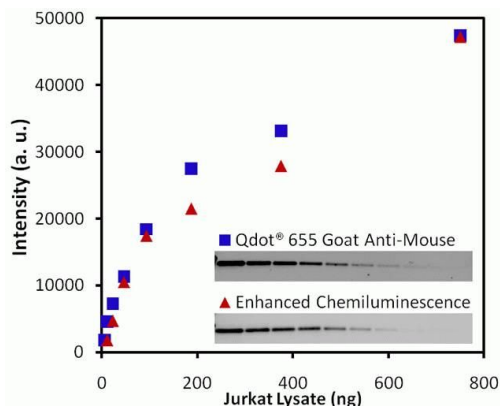 50000
40000
30000
20000
10000
0
Intensity (a. u.)
Qdot® 655 Goat Anti-Mouse
Enhanced Chemiluminescence
0 200 400 600 800
Jurkat Lysate (ng)